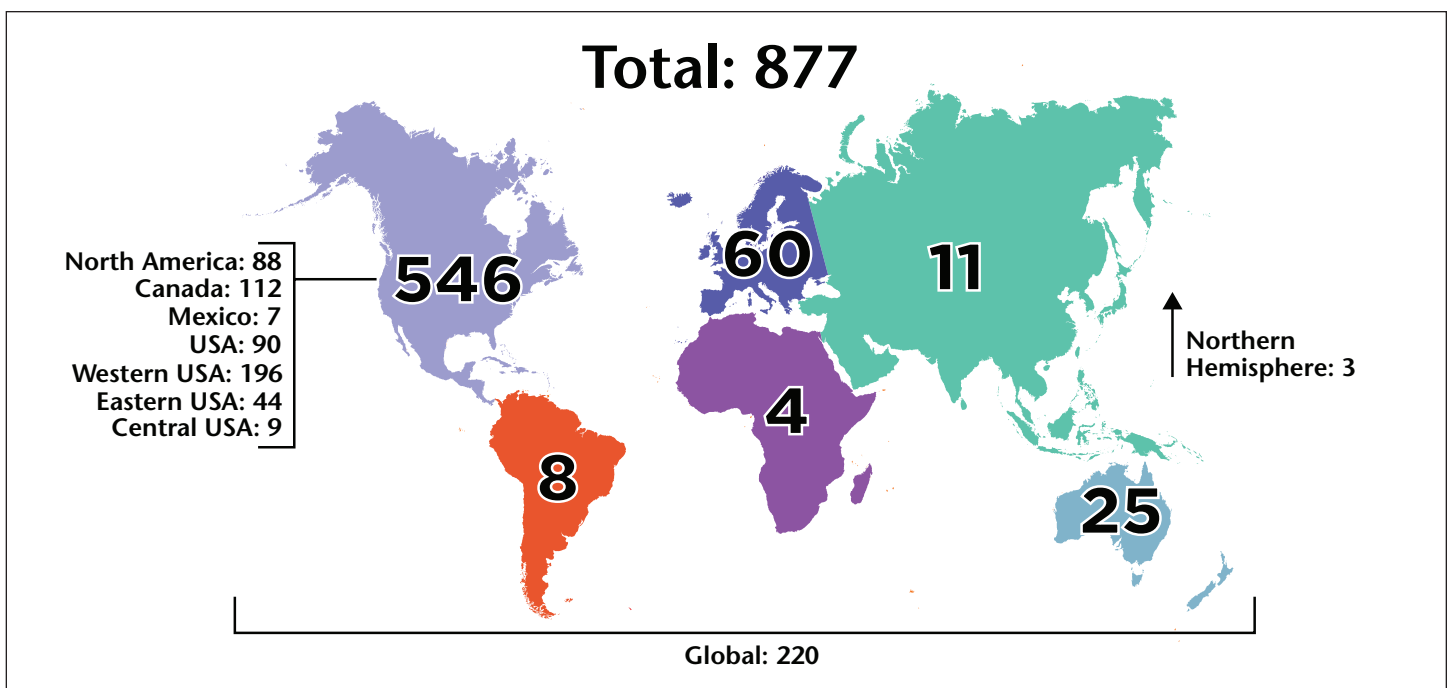 Total: 877
North America: 88
Canada: 112
Mexico: 7
USA: 90
Western USA: 196
Eastern USA: 44
Central USA: 9
546
60
11
Northern
Hemisphere: 3
4
8
25
Global: 220